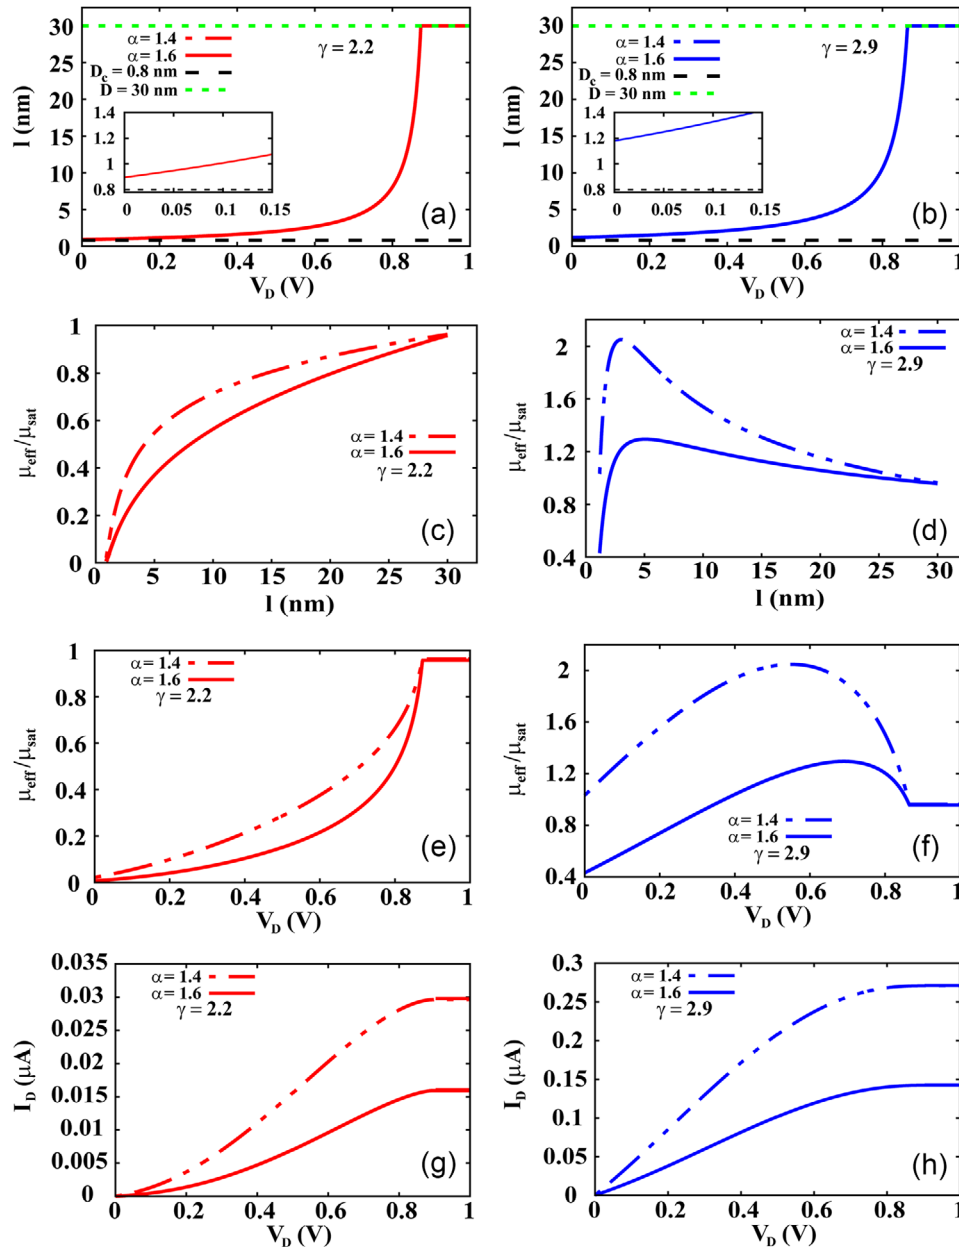 30
25
20
15
10
5
0
l (nm)
α = 1.4
α = 1.6
D_c = 0.8 nm
D = 30 nm
γ = 2.2
1.4
1.2
1
0.8
0 0.05 0.1 0.15
(a)
0 0.2 0.4 0.6 0.8 1
V_D (V)
30
25
20
15
10
5
0
l (nm)
α = 1.4
α = 1.6
D_c = 0.8 nm
D = 30 nm
γ = 2.9
1.4
1.2
1
0.8
0 0.05 0.1 0.15
(b)
0 0.2 0.4 0.6 0.8 1
V_D (V)
1
0.8
0.6
0.4
0.2
0
μ_eff/μ_sat
α = 1.4
α = 1.6
γ = 2.2
(c)
0 5 10 15 20 25 30
l (nm)
2
1.6
1.2
0.8
0.4
μ_eff/μ_sat
α = 1.4
α = 1.6
γ = 2.9
(d)
0 5 10 15 20 25 30
l (nm)
1
0.8
0.6
0.4
0.2
0
μ_eff/μ_sat
α = 1.4
α = 1.6
γ = 2.2
(e)
0 0.2 0.4 0.6 0.8 1
V_D (V)
2
1.6
1.2
0.8
0.4
μ_eff/μ_sat
α = 1.4
α = 1.6
γ = 2.9
(f)
0 0.2 0.4 0.6 0.8 1
V_D (V)
0.035
0.03
0.025
0.02
0.015
0.01
0.005
0
I_D (μA)
α = 1.4
α = 1.6
γ = 2.2
(g)
0 0.2 0.4 0.6 0.8 1
V_D (V)
0.3
0.25
0.2
0.15
0.1
0.05
0
I_D (μA)
α = 1.4
α = 1.6
γ = 2.9
(h)
0 0.2 0.4 0.6 0.8 1
V_D (V)